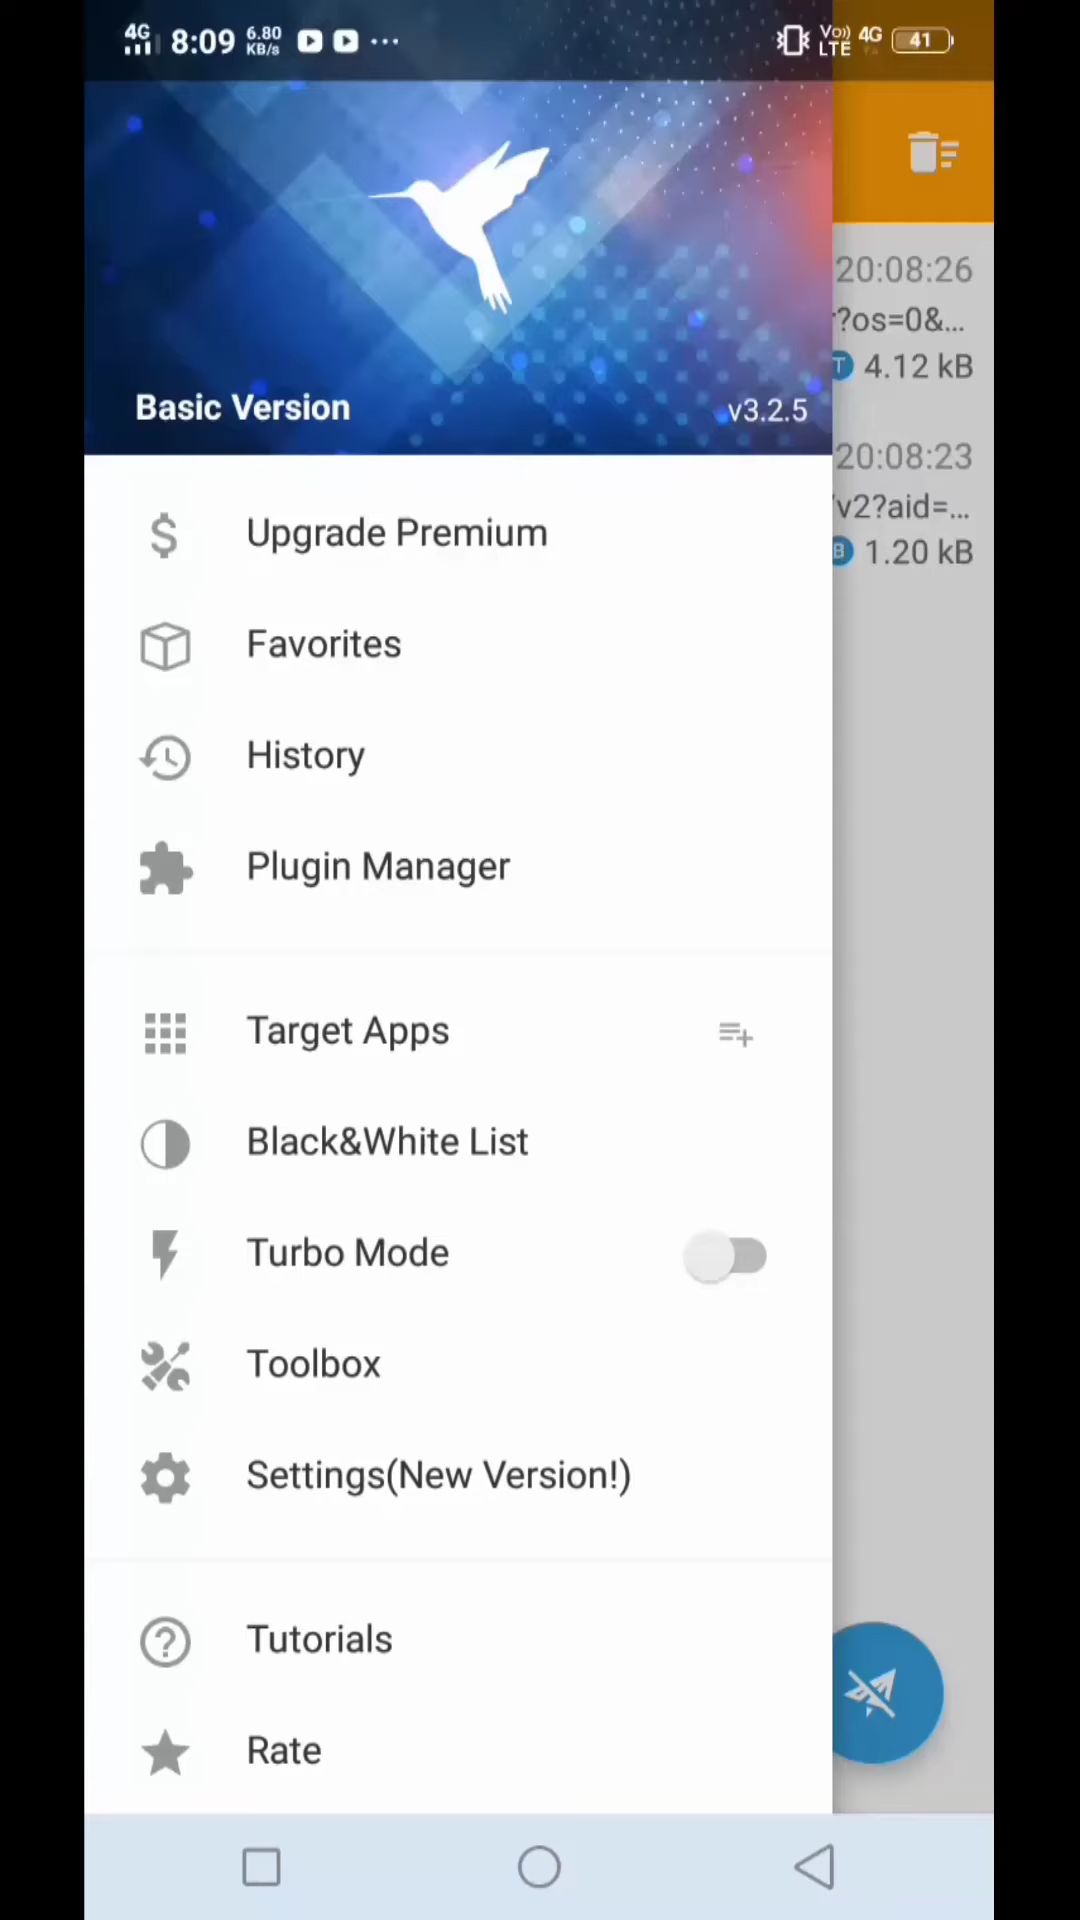 4G 8:09 6.80 KB/s Vo)) LTE 4G 41
Basic Version v3.2.5
20:08:26
?os=0&...
T 4.12 kB
20:08:23
v2?aid=...
B 1.20 kB
Upgrade Premium
Favorites
History
Plugin Manager
Target Apps
Black&White List
Turbo Mode
Toolbox
Settings(New Version!)
Tutorials
Rate